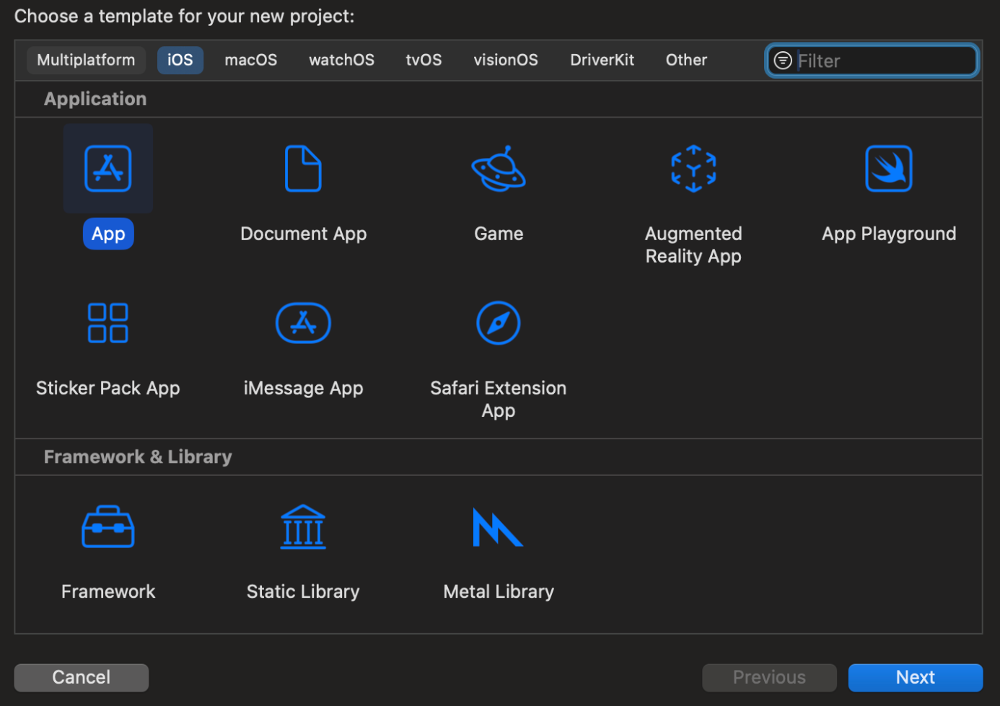 Choose a template for your new project:
Multiplatform iOS macOS watchOS tvOS visionOS DriverKit Other Filter
Application
App Document App Game Augmented Reality App App Playground
Sticker Pack App iMessage App Safari Extension App
Framework & Library
Framework Static Library Metal Library
Cancel Previous Next